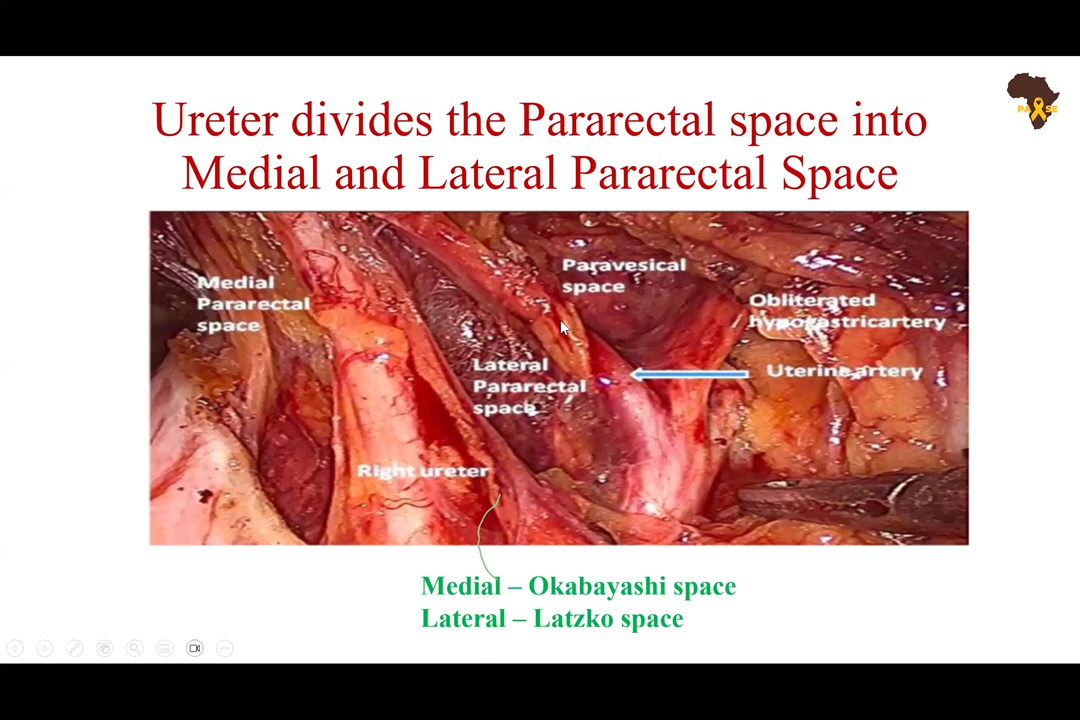 Ureter divides the Pararectal space into
Medial and Lateral Pararectal Space
Medial
Pararectal
space
Paravesical
space
Obliterated
hypogastricartery
Lateral
Pararectal
space
Uterine artery
Right ureter
Medial – Okabayashi space
Lateral – Latzko space